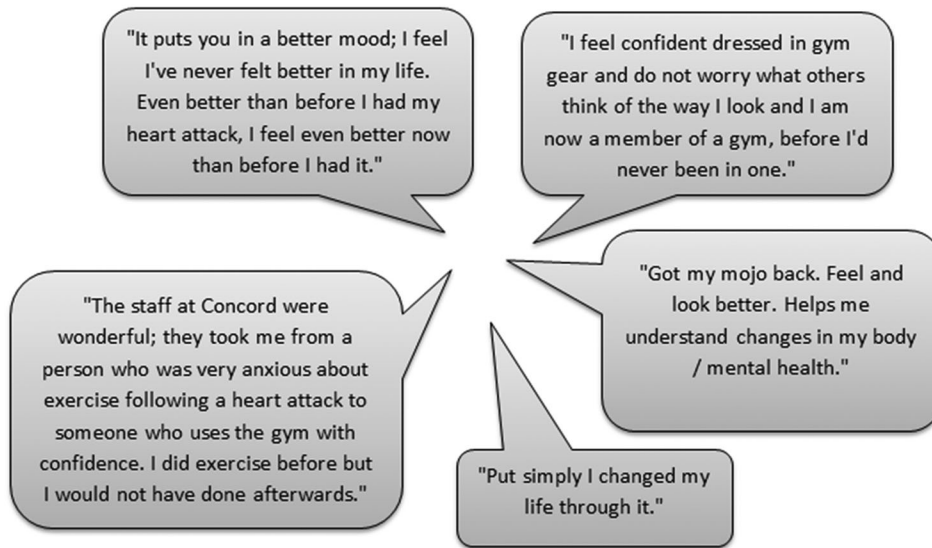 "It puts you in a better mood; I feel
I've never felt better in my life.
Even better than before I had my
heart attack, I feel even better now
than before I had it."
"I feel confident dressed in gym
gear and do not worry what others
think of the way I look and I am
now a member of a gym, before I'd
never been in one."
"The staff at Concord were
wonderful; they took me from a
person who was very anxious about
exercise following a heart attack to
someone who uses the gym with
confidence. I did exercise before but
I would not have done afterwards."
"Got my mojo back. Feel and
look better. Helps me
understand changes in my body
/ mental health."
"Put simply I changed my
life through it."